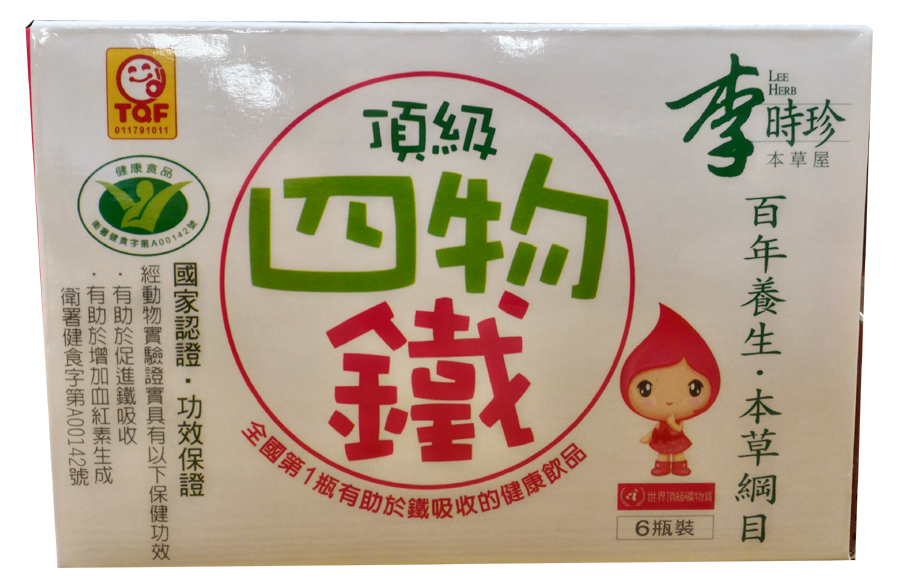 TQF
011791011
健康食品
衛署健食字第A00142號
國家認證．功效保證
經動物實驗證實具有以下保健功效
．有助於促進鐵吸收
．有助於增加血紅素生成
衛署健食字第A00142號
頂級
四物
鐵
全國第1瓶有助於鐵吸收的健康飲品
李時珍
LEE
HERB
本草屋
百年養生．本草綱目
世界頂級礦物質
6瓶裝